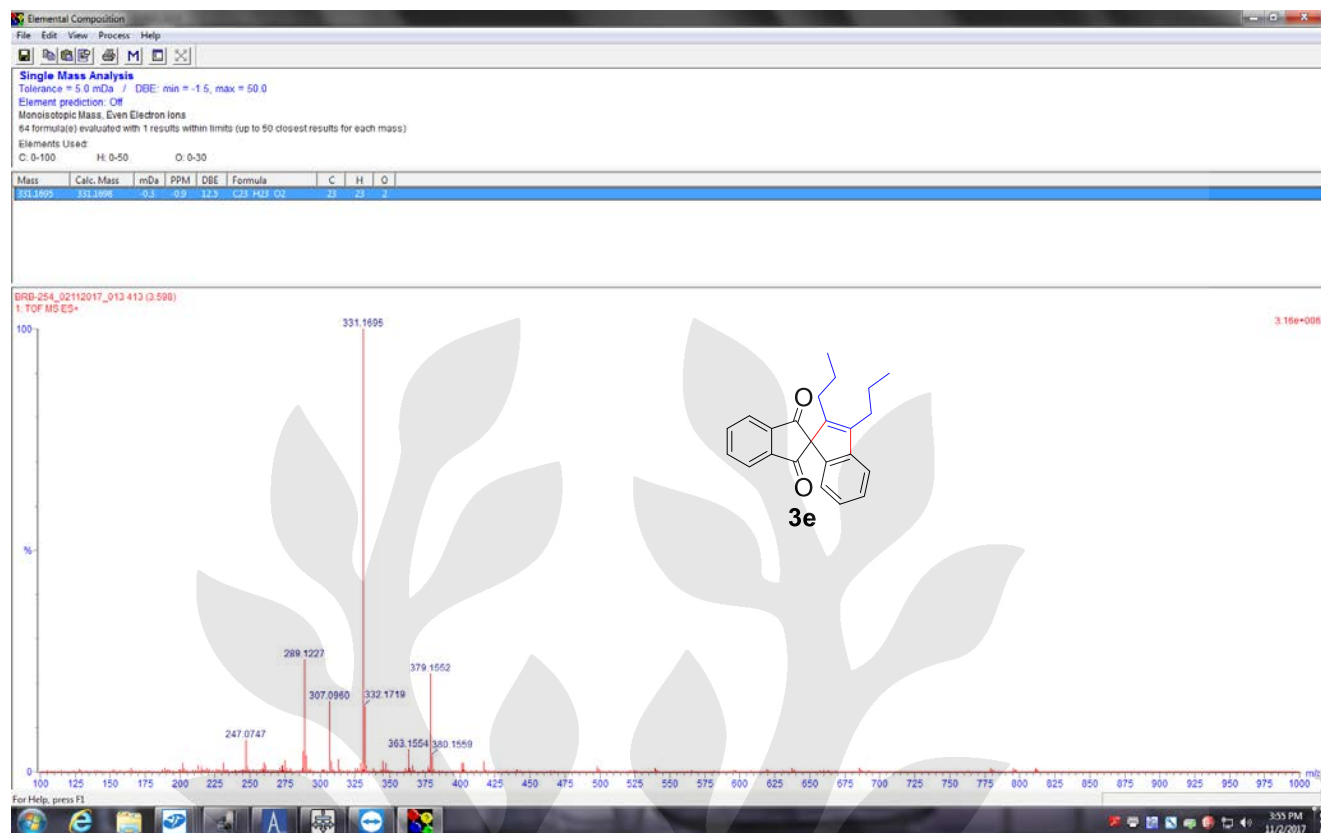 Elemental Composition
File Edit View Process Help
Single Mass Analysis
Tolerance = 5.0 mDa / DBE: min = -1.5, max = 50.0
Element prediction: Off
Monoisotopic Mass, Even Electron Ions
64 formula(e) evaluated with 1 results within limits (up to 50 closest results for each mass)
Elements Used:
C: 0-100 H: 0-50 O: 0-30
Mass Calc. Mass mDa PPM DBE Formula C H O
331.1695 331.1698 -0.3 -0.9 12.5 C23 H23 O2 23 23 2
BRB-254_02112017_013 413 (3.598)
1: TOF MS ES+
3.16e+006
100
331.1695
O
O
3e
%
289.1227
379.1552
307.0960
332.1719
247.0747
363.1554
380.1559
0
100 125 150 175 200 225 250 275 300 325 350 375 400 425 450 475 500 525 550 575 600 625 650 675 700 725 750 775 800 825 850 875 900 925 950 975 1000
m/z
For Help, press F1
3:55 PM
11/2/2017